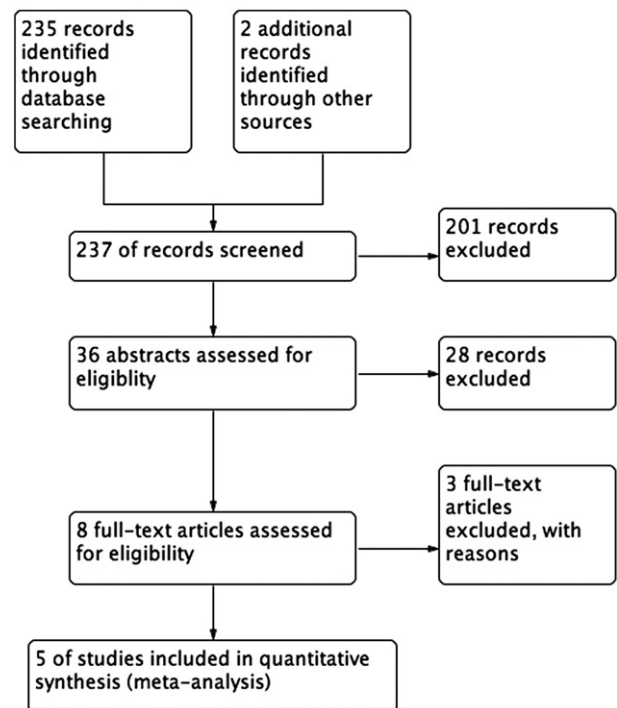 235 records
identified
through
database
searching
2 additional
records
identified
through other
sources
237 of records screened
201 records
excluded
36 abstracts assessed for
eligiblity
28 records
excluded
8 full-text articles assessed
for eligibility
3 full-text
articles
excluded, with
reasons
5 of studies included in quantitative
synthesis (meta-analysis)